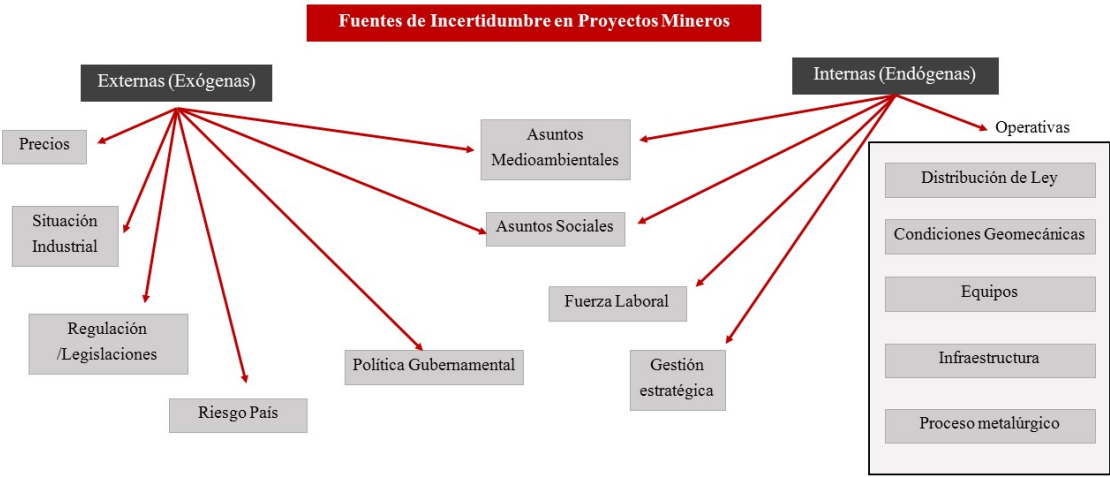 Fuentes de Incertidumbre en Proyectos Mineros
Externas (Exógenas)
Internas (Endógenas)
Precios
Asuntos
Medioambientales
Operativas
Distribución de Ley
Situación
Industrial
Asuntos Sociales
Condiciones Geomecánicas
Fuerza Laboral
Equipos
Regulación
/Legislaciones
Política Gubernamental
Gestión
estratégica
Infraestructura
Riesgo País
Proceso metalúrgico